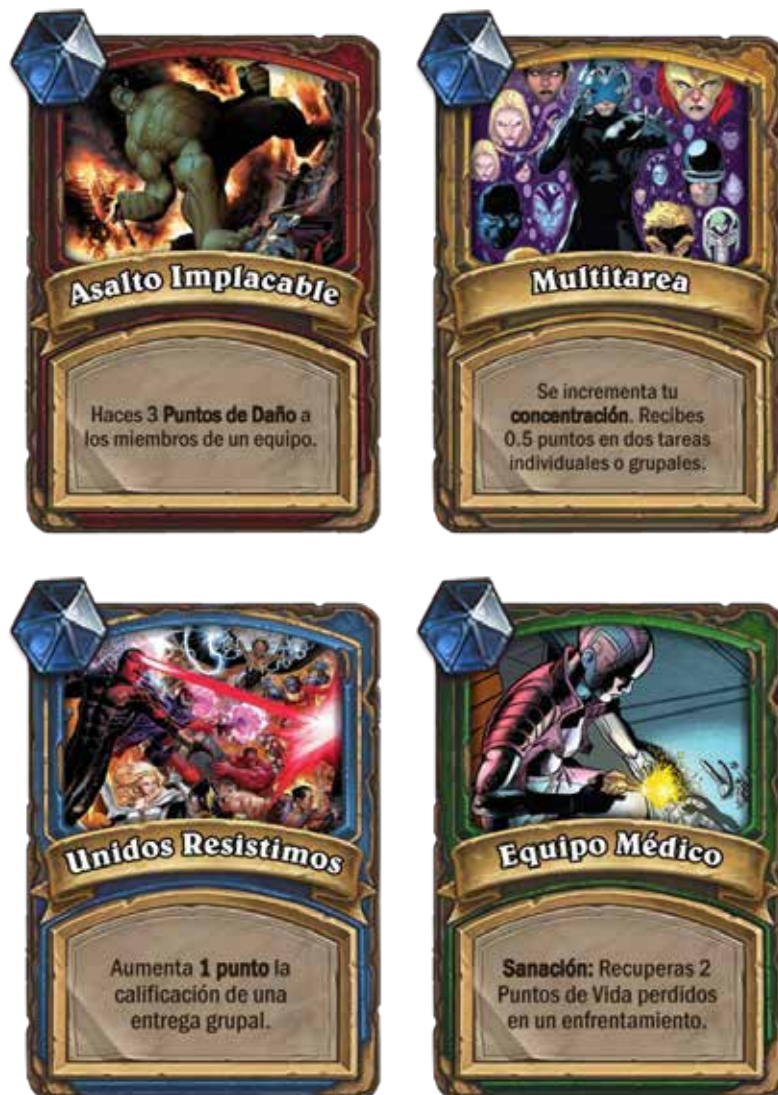 Asalto Implacable
Haces 3 Puntos de Daño a
los miembros de un equipo.
Multitarea
Se incrementa tu
concentración. Recibes
0.5 puntos en dos tareas
individuales o grupales.
Unidos Resistimos
Aumenta 1 punto la
calificación de una
entrega grupal.
Equipo Médico
Sanación: Recuperas 2
Puntos de Vida perdidos
en un enfrentamiento.